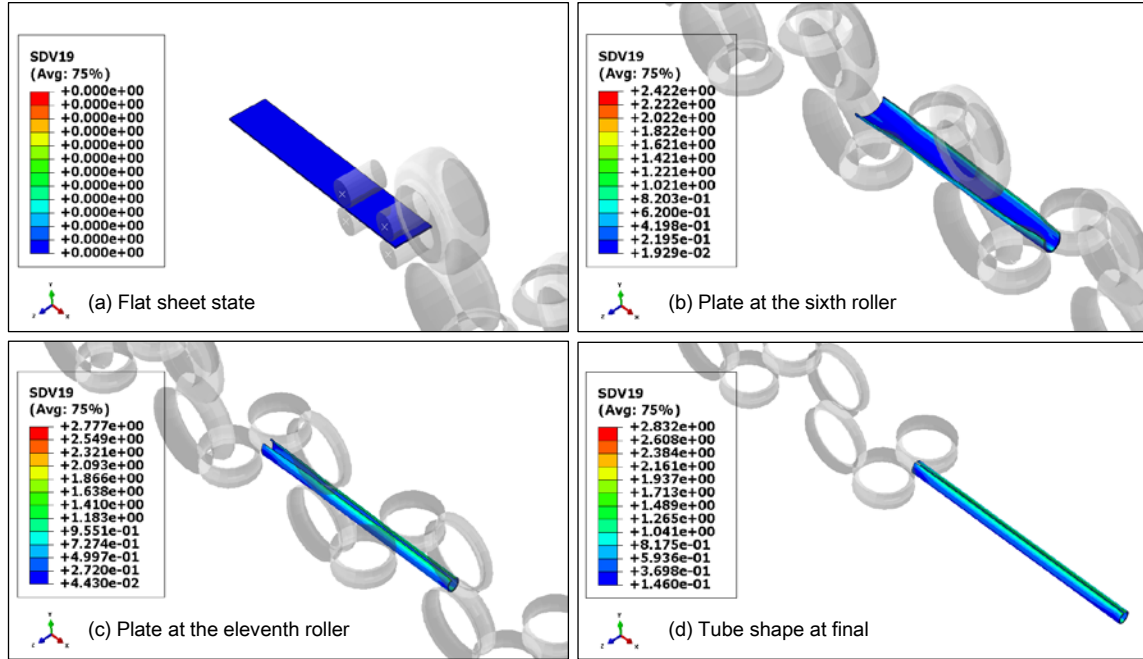 SDV19
(Avg: 75%)
+0.000e+00
+0.000e+00
+0.000e+00
+0.000e+00
+0.000e+00
+0.000e+00
+0.000e+00
+0.000e+00
+0.000e+00
+0.000e+00
+0.000e+00
+0.000e+00
+0.000e+00
Y
Z
X
(a) Flat sheet state
SDV19
(Avg: 75%)
+2.422e+00
+2.222e+00
+2.022e+00
+1.822e+00
+1.621e+00
+1.421e+00
+1.221e+00
+1.021e+00
+8.203e-01
+6.200e-01
+4.198e-01
+2.195e-01
+1.929e-02
Y
Z
X
(b) Plate at the sixth roller
SDV19
(Avg: 75%)
+2.777e+00
+2.549e+00
+2.321e+00
+2.093e+00
+1.866e+00
+1.638e+00
+1.410e+00
+1.183e+00
+9.551e-01
+7.274e-01
+4.997e-01
+2.720e-01
+4.430e-02
Y
Z
X
(c) Plate at the eleventh roller
SDV19
(Avg: 75%)
+2.832e+00
+2.608e+00
+2.384e+00
+2.161e+00
+1.937e+00
+1.713e+00
+1.489e+00
+1.265e+00
+1.041e+00
+8.175e-01
+5.936e-01
+3.698e-01
+1.460e-01
Y
Z
X
(d) Tube shape at final